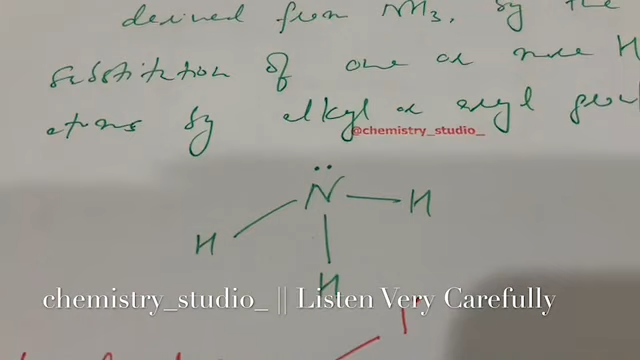 derived from NH3, by the
substitution of one or more H
atoms by alkyl or aryl
@chemistry_studio_
N
H
H
H
chemistry_studio_ || Listen Very Carefully